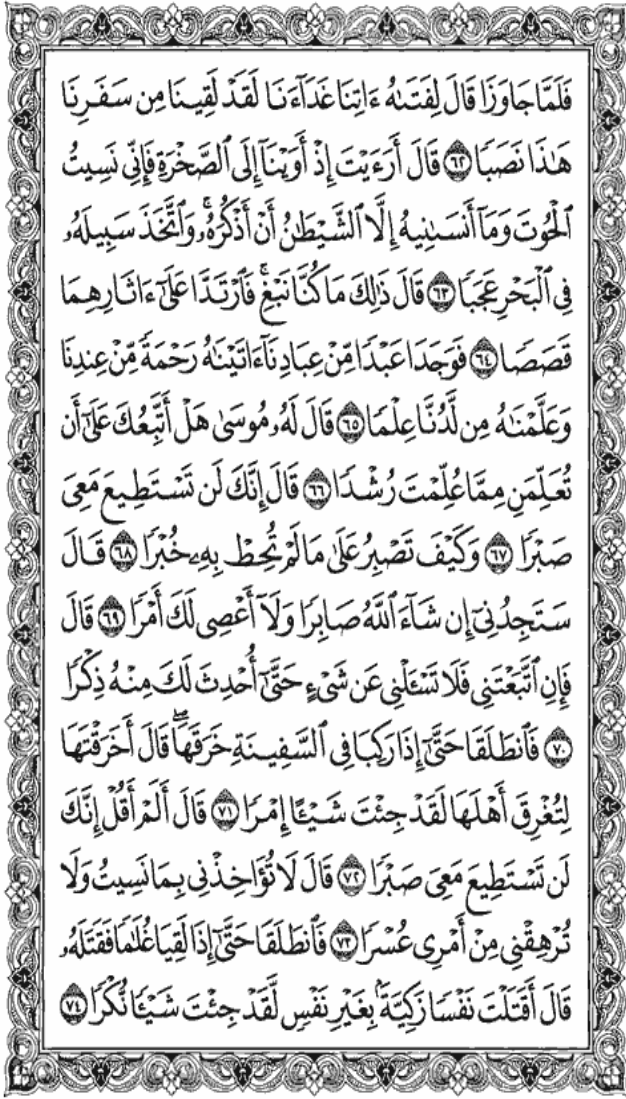 فَلَمَّا جَاوَزَا قَالَ لِفَتَىٰهُ ءَاتِنَا غَدَآءَنَا لَقَدْ لَقِينَا مِن سَفَرِنَا
هَٰذَا نَصَبًا ٦٢ قَالَ أَرَءَيْتَ إِذْ أَوَيْنَآ إِلَى ٱلصَّخْرَةِ فَإِنِّى نَسِيتُ
ٱلْحُوتَ وَمَآ أَنسَىٰنِيهُ إِلَّا ٱلشَّيْطَٰنُ أَنْ أَذْكُرَهُۥ ۚ وَٱتَّخَذَ سَبِيلَهُۥ
فِى ٱلْبَحْرِ عَجَبًا ٦٣ قَالَ ذَٰلِكَ مَا كُنَّا نَبْغِ ۚ فَٱرْتَدَّا عَلَىٰٓ ءَاثَارِهِمَا
قَصَصًا ٦٤ فَوَجَدَا عَبْدًا مِّنْ عِبَادِنَآ ءَاتَيْنَٰهُ رَحْمَةً مِّنْ عِندِنَا
وَعَلَّمْنَٰهُ مِن لَّدُنَّا عِلْمًا ٦٥ قَالَ لَهُۥ مُوسَىٰ هَلْ أَتَّبِعُكَ عَلَىٰٓ أَن
تُعَلِّمَنِ مِمَّا عُلِّمْتَ رُشْدًا ٦٦ قَالَ إِنَّكَ لَن تَسْتَطِيعَ مَعِىَ
صَبْرًا ٦٧ وَكَيْفَ تَصْبِرُ عَلَىٰ مَا لَمْ تُحِطْ بِهِۦ خُبْرًا ٦٨ قَالَ
سَتَجِدُنِىٓ إِن شَآءَ ٱللَّهُ صَابِرًا وَلَآ أَعْصِى لَكَ أَمْرًا ٦٩ قَالَ
فَإِنِ ٱتَّبَعْتَنِى فَلَا تَسْـَٔلْنِى عَن شَىْءٍ حَتَّىٰٓ أُحْدِثَ لَكَ مِنْهُ ذِكْرًا
٧٠ فَٱنطَلَقَا حَتَّىٰٓ إِذَا رَكِبَا فِى ٱلسَّفِينَةِ خَرَقَهَا ۖ قَالَ أَخَرَقْتَهَا
لِتُغْرِقَ أَهْلَهَا لَقَدْ جِئْتَ شَيْـًٔا إِمْرًا ٧١ قَالَ أَلَمْ أَقُلْ إِنَّكَ
لَن تَسْتَطِيعَ مَعِىَ صَبْرًا ٧٢ قَالَ لَا تُؤَاخِذْنِى بِمَا نَسِيتُ وَلَا
تُرْهِقْنِى مِنْ أَمْرِى عُسْرًا ٧٣ فَٱنطَلَقَا حَتَّىٰٓ إِذَا لَقِيَا غُلَٰمًا فَقَتَلَهُۥ
قَالَ أَقَتَلْتَ نَفْسًا زَكِيَّةًۢ بِغَيْرِ نَفْسٍ لَّقَدْ جِئْتَ شَيْـًٔا نُّكْرًا ٧٤